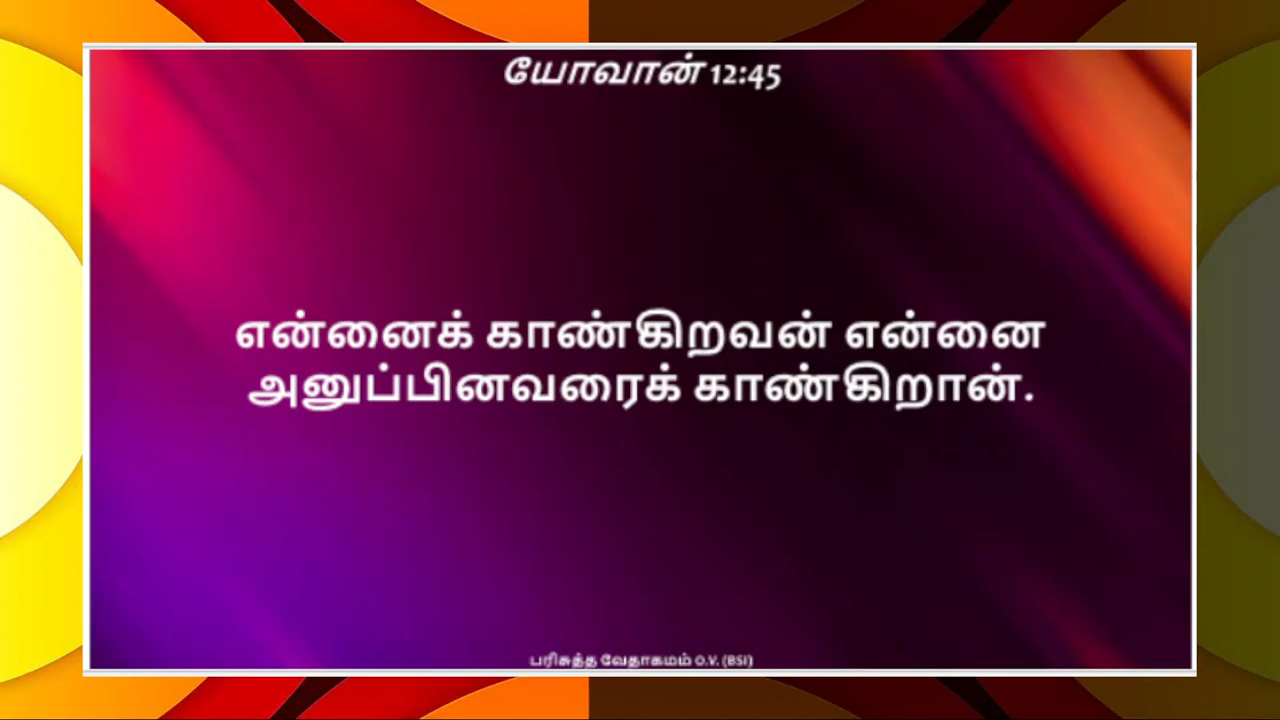 யோவான் 12:45
என்னைக் காண்கிறவன் என்னை
அனுப்பினவரைக் காண்கிறான்.
பரிசுத்த வேதாகமம் O.V. (BSI)